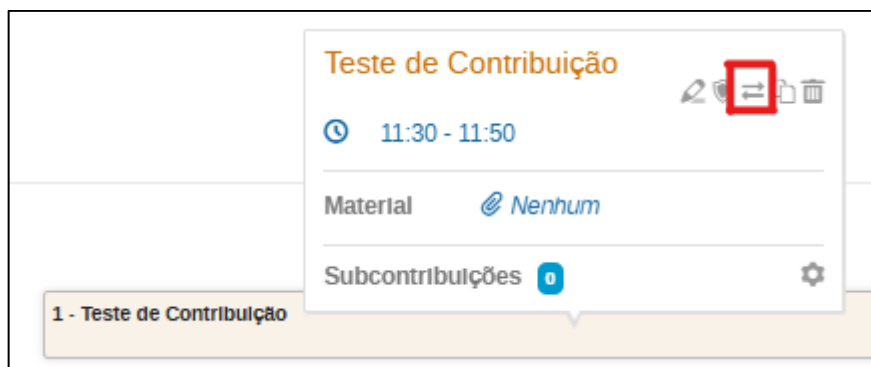 Teste de Contribuição
11:30 - 11:50
Material Nenhum
Subcontribuições 0
1 - Teste de Contribuição